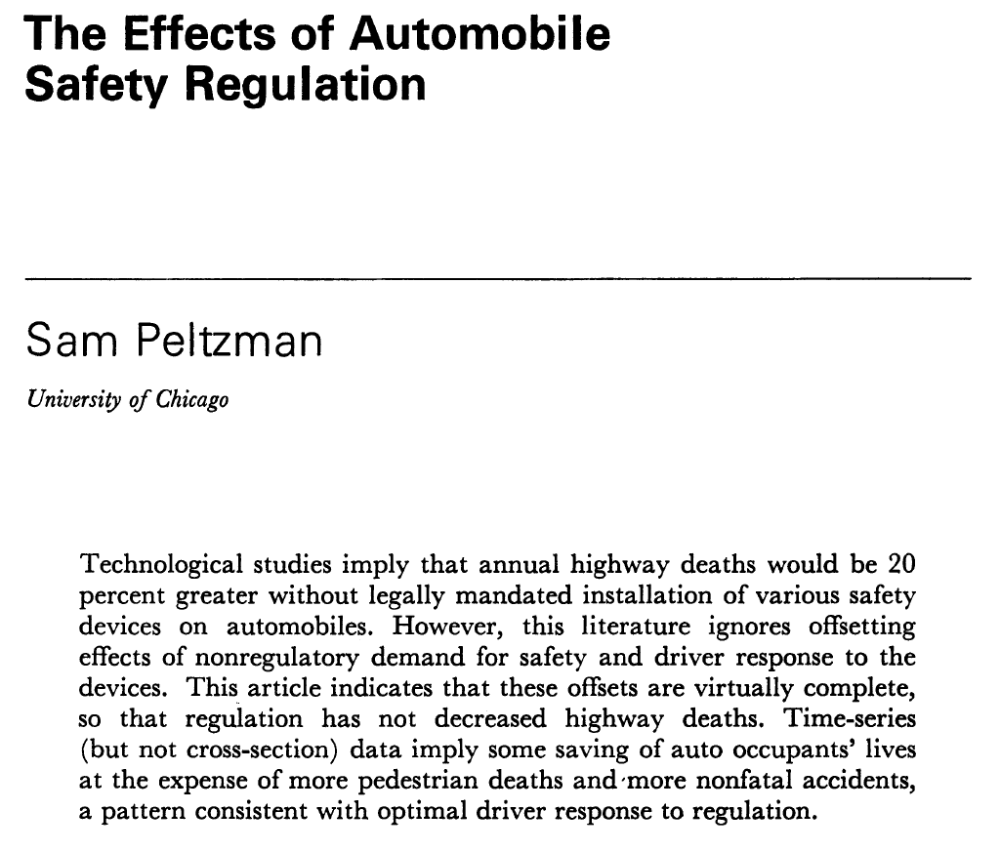 The Effects of Automobile
Safety Regulation
Sam Peltzman
University of Chicago
Technological studies imply that annual highway deaths would be 20
percent greater without legally mandated installation of various safety
devices on automobiles. However, this literature ignores offsetting
effects of nonregulatory demand for safety and driver response to the
devices. This article indicates that these offsets are virtually complete,
so that regulation has not decreased highway deaths. Time-series
(but not cross-section) data imply some saving of auto occupants' lives
at the expense of more pedestrian deaths and more nonfatal accidents,
a pattern consistent with optimal driver response to regulation.